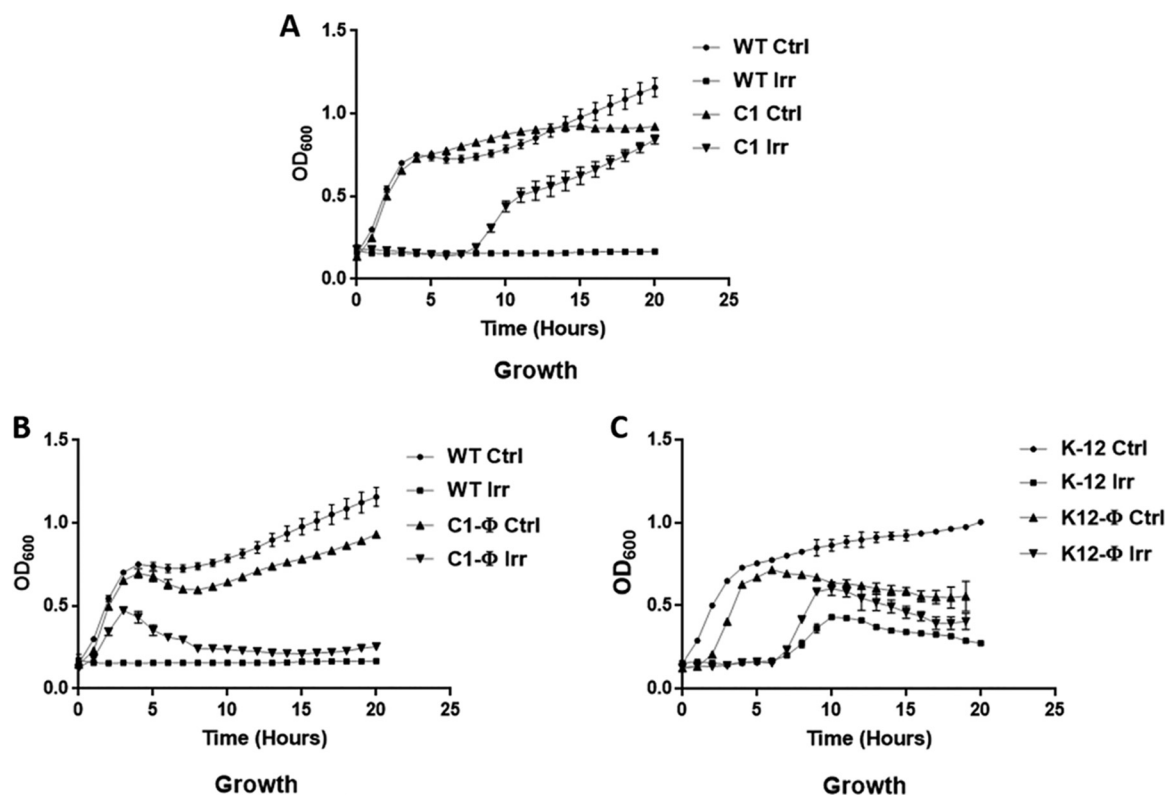 A
1.5
1.0
0.5
0.0
OD600
0 5 10 15 20 25
Time (Hours)
Growth
WT Ctrl
WT Irr
C1 Ctrl
C1 Irr
B
1.5
1.0
0.5
0.0
OD600
0 5 10 15 20 25
Time (Hours)
Growth
WT Ctrl
WT Irr
C1-Φ Ctrl
C1-Φ Irr
C
1.5
1.0
0.5
0.0
OD600
0 5 10 15 20 25
Time (Hours)
Growth
K-12 Ctrl
K-12 Irr
K12-Φ Ctrl
K12-Φ Irr